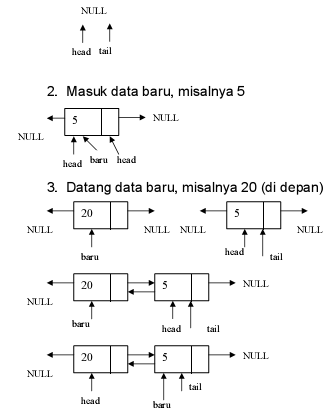 NULL
head tail
2. Masuk data baru, misalnya 5
5 NULL
NULL
head baru head
3. Datang data baru, misalnya 20 (di depan)
20 5
NULL NULL NULL NULL
baru head tail
20 5 NULL
NULL
baru head tail
20 5 NULL
NULL
head baru tail